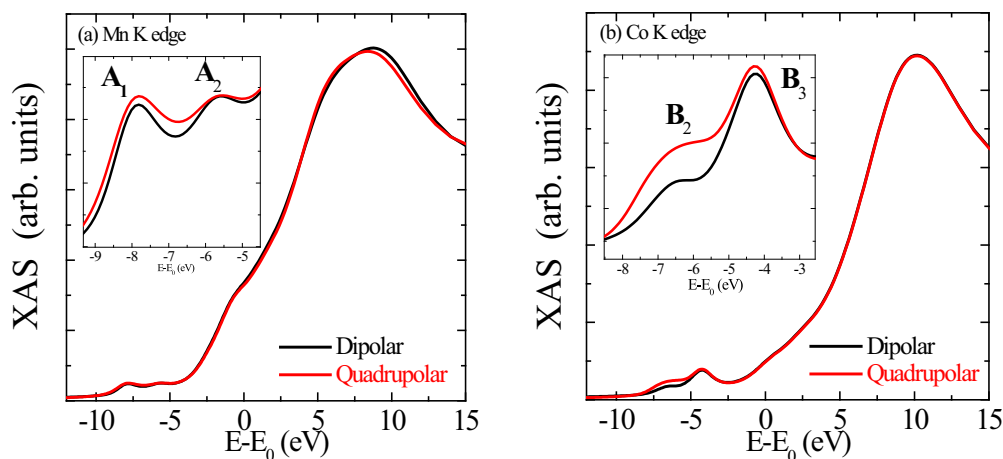 (a) Mn K edge
A1
A2
-9 -8 -7 -6 -5
E-E0 (eV)
XAS (arb. units)
Dipolar
Quadrupolar
-10 -5 0 5 10 15
E-E0 (eV)
(b) Co K edge
B2
B3
-8 -7 -6 -5 -4 -3
E-E0 (eV)
XAS (arb. units)
Dipolar
Quadrupolar
-10 -5 0 5 10 15
E-E0 (eV)